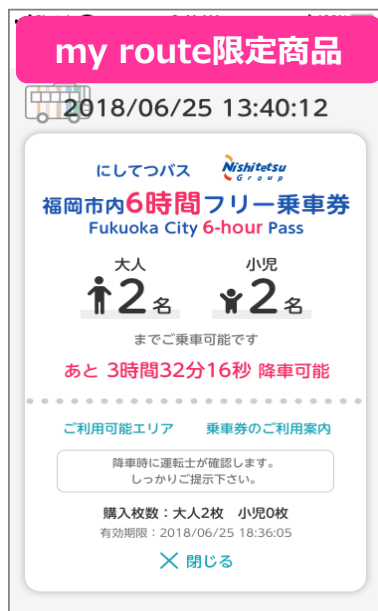 my route限定商品
2018/06/25 13:40:12
にしてつバス Nishitetsu Group
福岡市内6時間フリー乗車券
Fukuoka City 6-hour Pass
大人 小児
2名 2名
までご乗車可能です
あと 3時間32分16秒 降車可能
ご利用可能エリア 乗車券のご利用案内
降車時に運転士が確認します。
しっかりご提示下さい。
購入枚数：大人2枚 小児0枚
有効期限：2018/06/25 18:36:05
閉じる